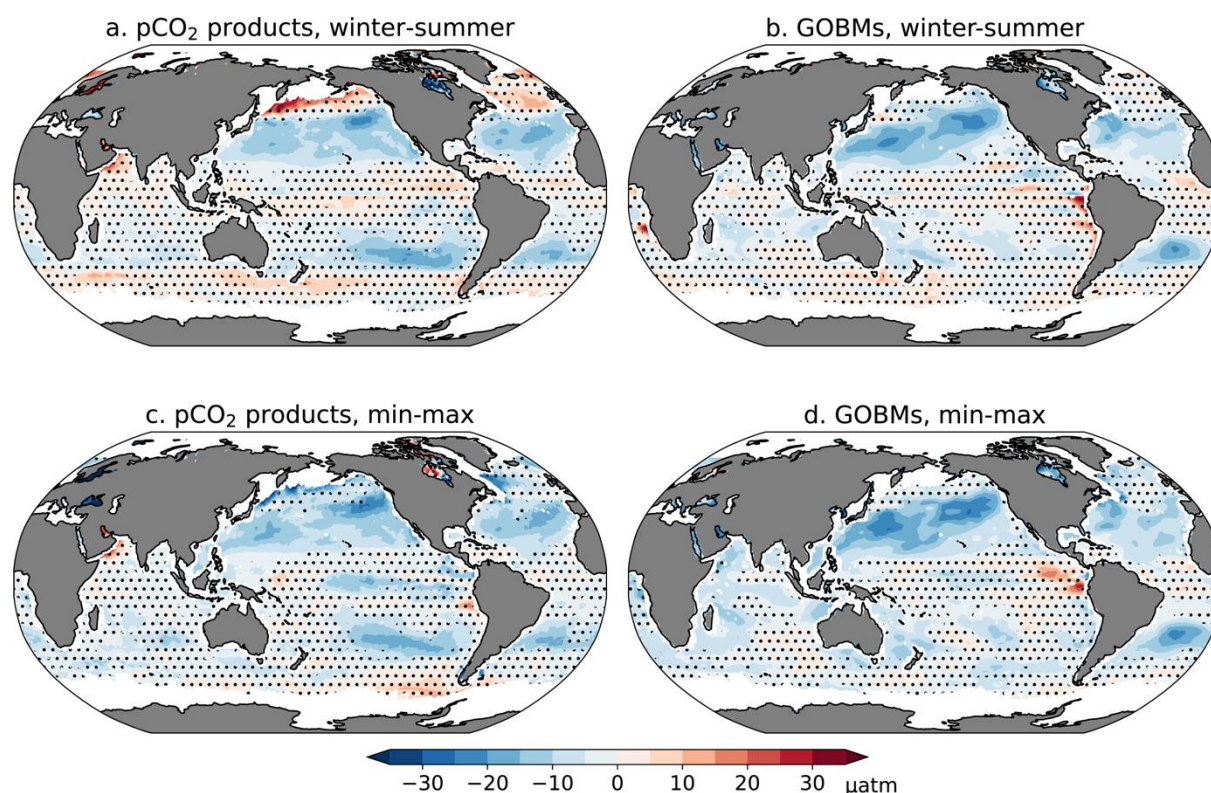 a. pCO₂ products, winter-summer
b. GOBMs, winter-summer
c. pCO₂ products, min-max
d. GOBMs, min-max
−30 −20 −10 0 10 20 30 μatm